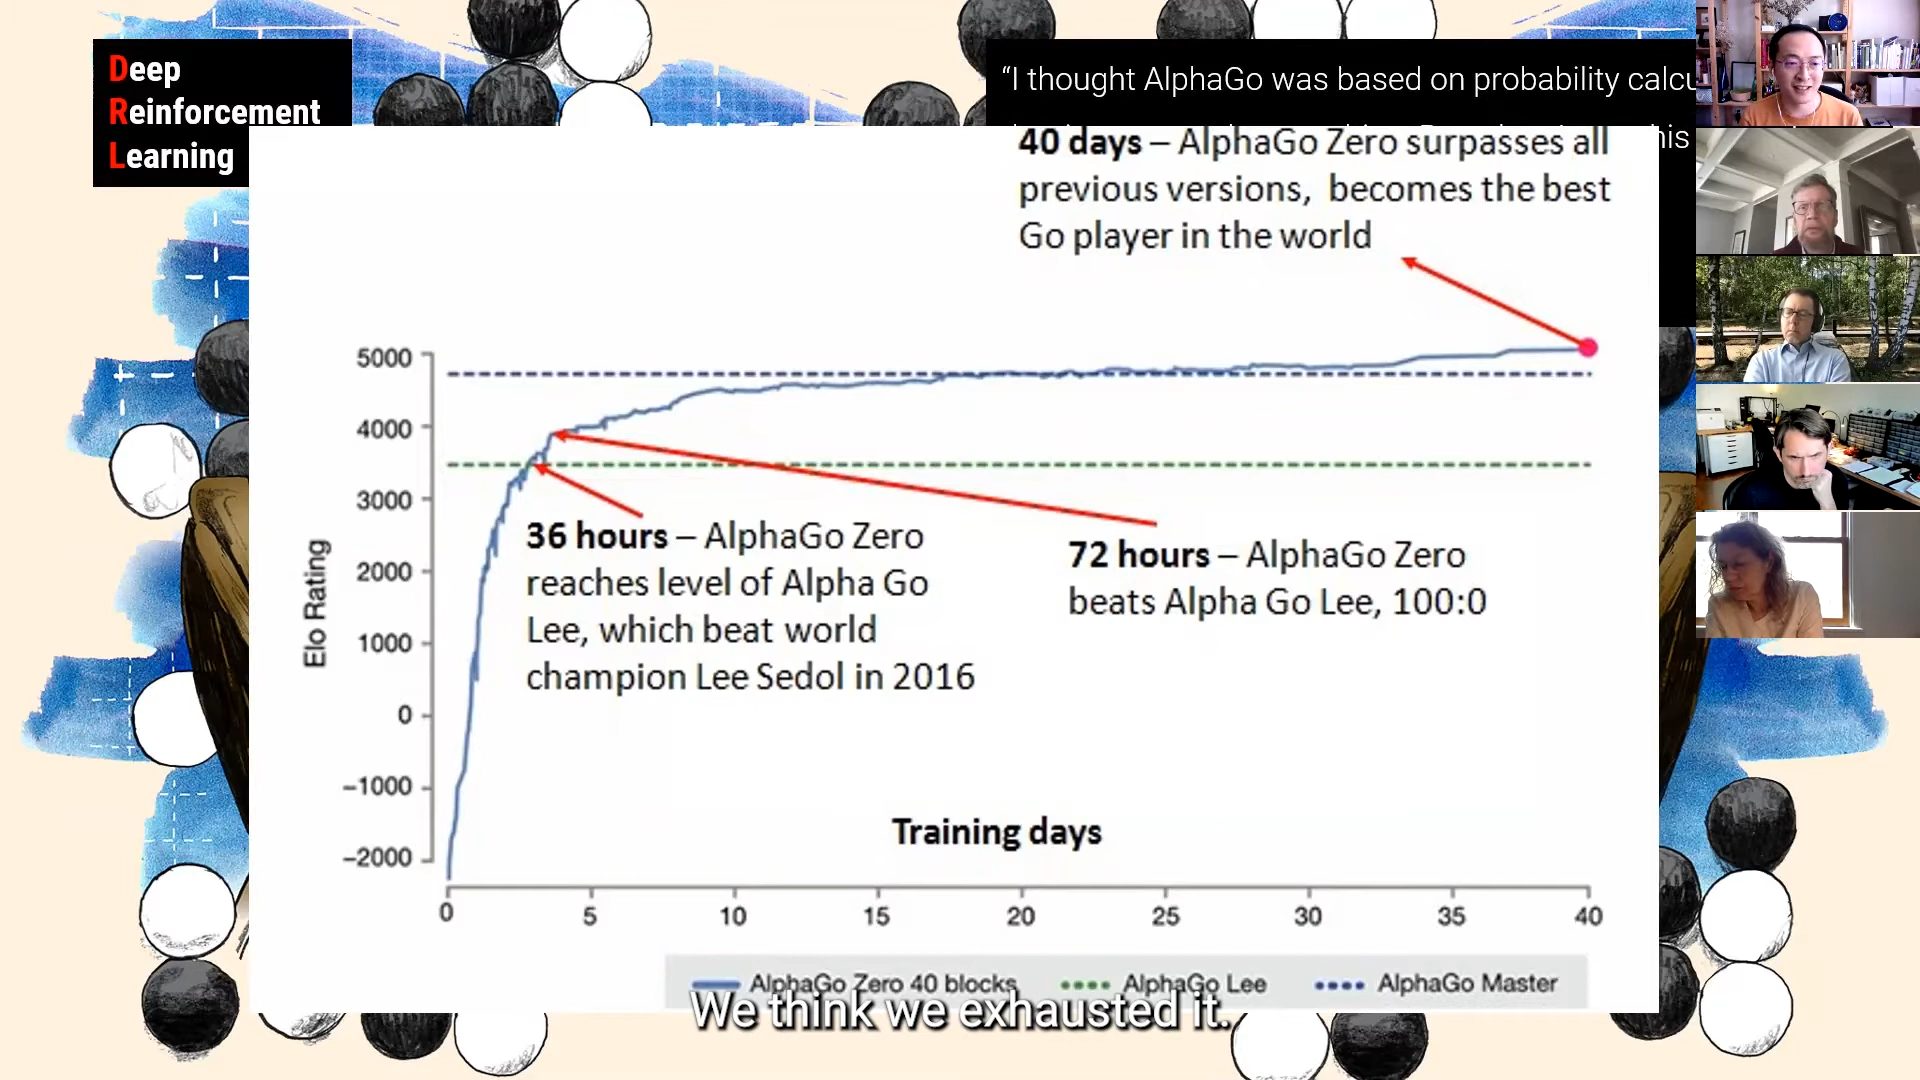 Deep
Reinforcement
Learning
“I thought AlphaGo was based on probability calcu
his
40 days – AlphaGo Zero surpasses all
previous versions, becomes the best
Go player in the world
5000
4000
3000
2000
1000
0
−1000
−2000
Elo Rating
36 hours – AlphaGo Zero
reaches level of Alpha Go
Lee, which beat world
champion Lee Sedol in 2016
72 hours – AlphaGo Zero
beats Alpha Go Lee, 100:0
Training days
0 5 10 15 20 25 30 35 40
AlphaGo Zero 40 blocks AlphaGo Lee AlphaGo Master
We think we exhausted it.